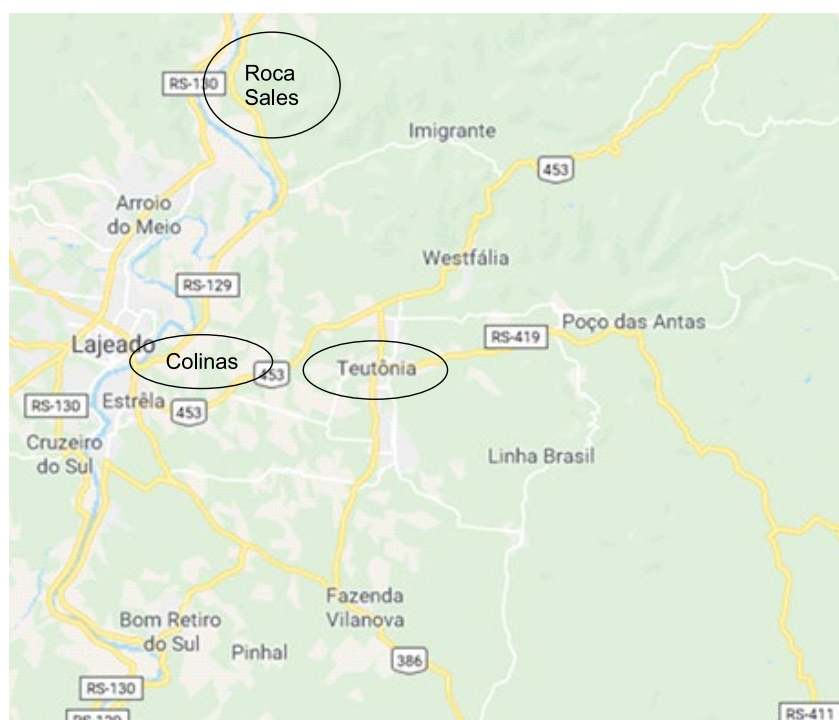 Roca
Sales
RS-130
Imigrante
453
Arroio
do Meio
Westfália
RS-129
Poço das Antas
RS-419
Lajeado
Colinas
Teutônia
453
RS-130
Estrêla
453
Cruzeiro
do Sul
Linha Brasil
Fazenda
Vilanova
Bom Retiro
do Sul
Pinhal
386
RS-130
RS-411
RS-129